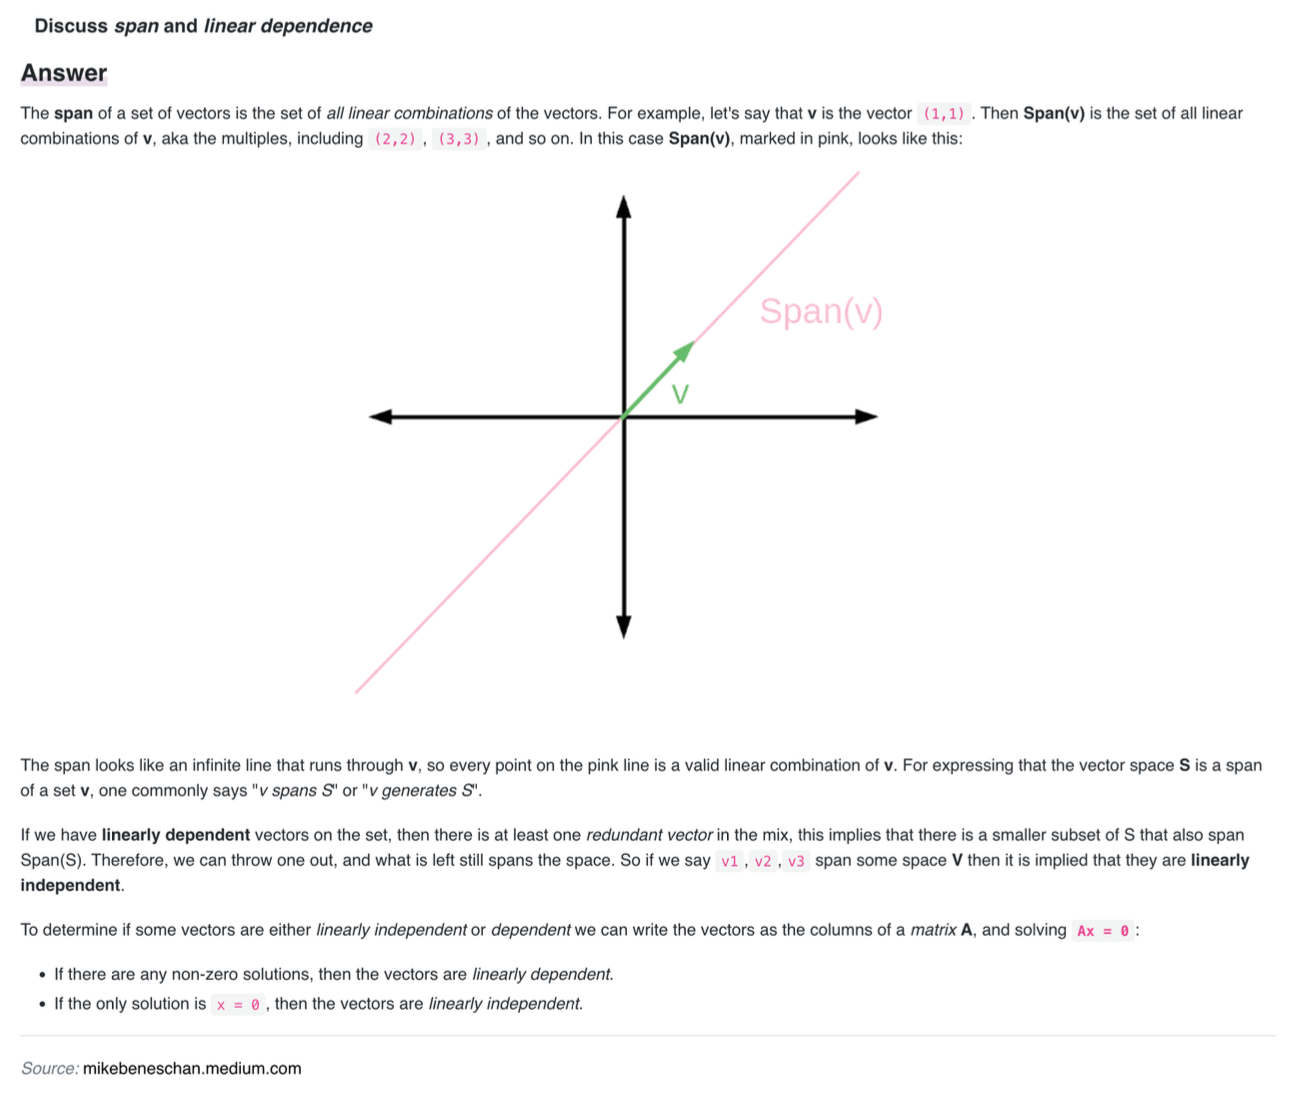 Discuss span and linear dependence
Answer
The span of a set of vectors is the set of all linear combinations of the vectors. For example, let's say that v is the vector (1,1) . Then Span(v) is the set of all linear
combinations of v, aka the multiples, including (2,2) , (3,3) , and so on. In this case Span(v), marked in pink, looks like this:
Span(v)
V
The span looks like an infinite line that runs through v, so every point on the pink line is a valid linear combination of v. For expressing that the vector space S is a span
of a set v, one commonly says "v spans S" or "v generates S".
If we have linearly dependent vectors on the set, then there is at least one redundant vector in the mix, this implies that there is a smaller subset of S that also span
Span(S). Therefore, we can throw one out, and what is left still spans the space. So if we say v1 , v2 , v3 span some space V then it is implied that they are linearly
independent.
To determine if some vectors are either linearly independent or dependent we can write the vectors as the columns of a matrix A, and solving Ax = 0 :
• If there are any non-zero solutions, then the vectors are linearly dependent.
• If the only solution is x = 0 , then the vectors are linearly independent.
Source: mikebeneschan.medium.com